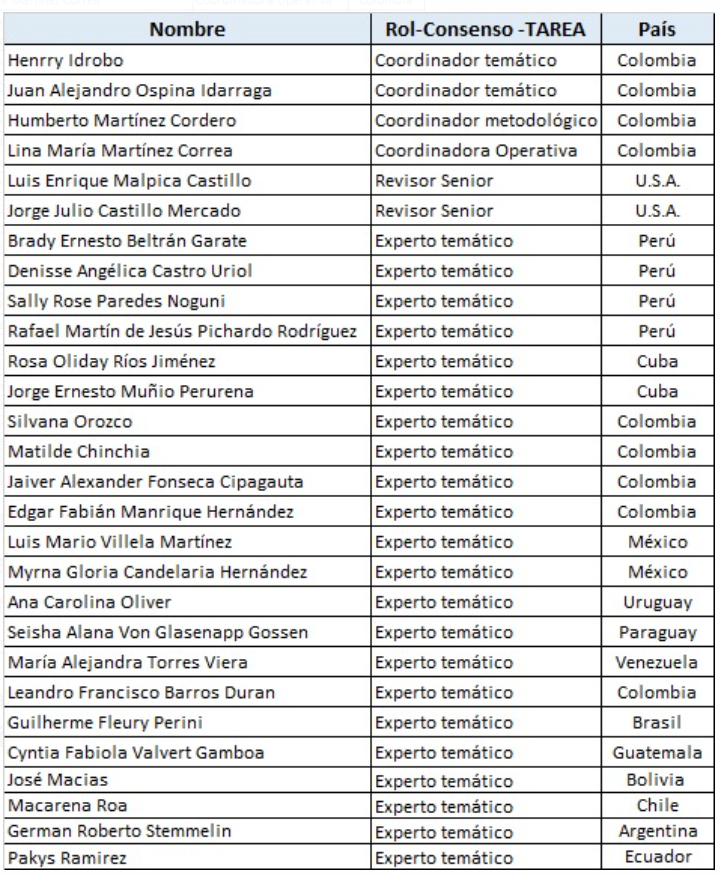 Nombre Rol-Consenso -TAREA País
Henrry Idrobo Coordinador temático Colombia
Juan Alejandro Ospina Idarraga Coordinador temático Colombia
Humberto Martínez Cordero Coordinador metodológico Colombia
Lina María Martínez Correa Coordinadora Operativa Colombia
Luis Enrique Malpica Castillo Revisor Senior U.S.A.
Jorge Julio Castillo Mercado Revisor Senior U.S.A.
Brady Ernesto Beltrán Garate Experto temático Perú
Denisse Angélica Castro Uriol Experto temático Perú
Sally Rose Paredes Noguni Experto temático Perú
Rafael Martín de Jesús Pichardo Rodríguez Experto temático Perú
Rosa Oliday Ríos Jiménez Experto temático Cuba
Jorge Ernesto Muñio Perurena Experto temático Cuba
Silvana Orozco Experto temático Colombia
Matilde Chinchia Experto temático Colombia
Jaiver Alexander Fonseca Cipagauta Experto temático Colombia
Edgar Fabián Manrique Hernández Experto temático Colombia
Luis Mario Villela Martínez Experto temático México
Myrna Gloria Candelaria Hernández Experto temático México
Ana Carolina Oliver Experto temático Uruguay
Seisha Alana Von Glasenapp Gossen Experto temático Paraguay
María Alejandra Torres Viera Experto temático Venezuela
Leandro Francisco Barros Duran Experto temático Colombia
Guilherme Fleury Perini Experto temático Brasil
Cyntia Fabiola Valvert Gamboa Experto temático Guatemala
José Macias Experto temático Bolivia
Macarena Roa Experto temático Chile
German Roberto Stemmelin Experto temático Argentina
Pakys Ramirez Experto temático Ecuador